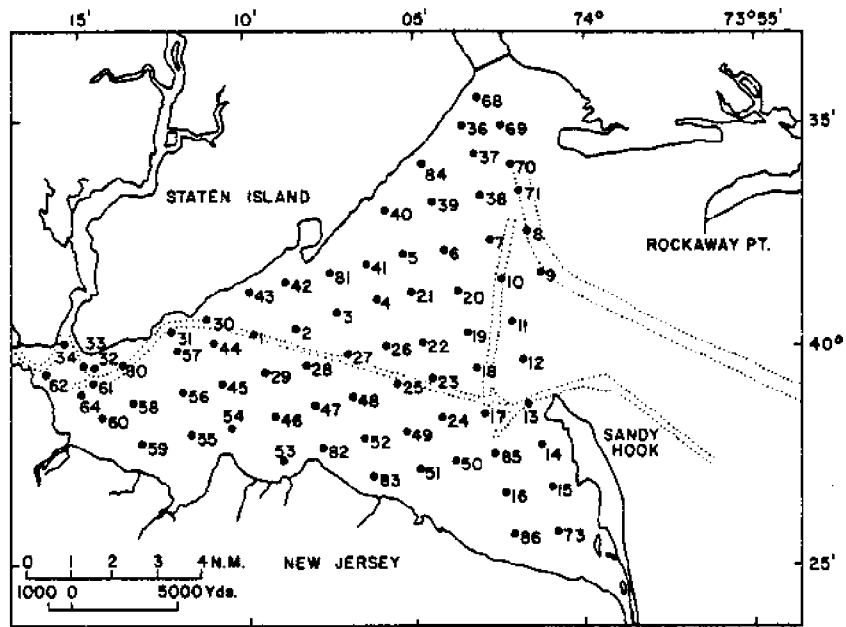 15' 10' 05' 74° 73°55'
68
35'
36 69
37
84 70
STATEN ISLAND
38 71
39
40
ROCKAWAY PT.
7 8
5 6
41
81 9
42 10
43 4 21 20
3 11
30
2 19
31 1 40°
33 44 26 22
34 32 57 27 12
80 28 18
62 29 23
61 45 25
64 56 48
58 47 17 13
60 54 46 24 SANDY
HOOK
55 52 49
59 53 82 14
51 50 85
83 15
16
86 73
0 1 2 3 4 N.M. NEW JERSEY 25'
1000 0 5000 Yds.